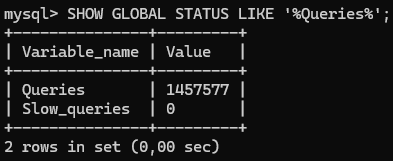 mysql> SHOW GLOBAL STATUS LIKE '%Queries%';
+---------------+---------+
| Variable_name | Value   |
+---------------+---------+
| Queries       | 1457577 |
| Slow_queries  | 0       |
+---------------+---------+
2 rows in set (0,00 sec)